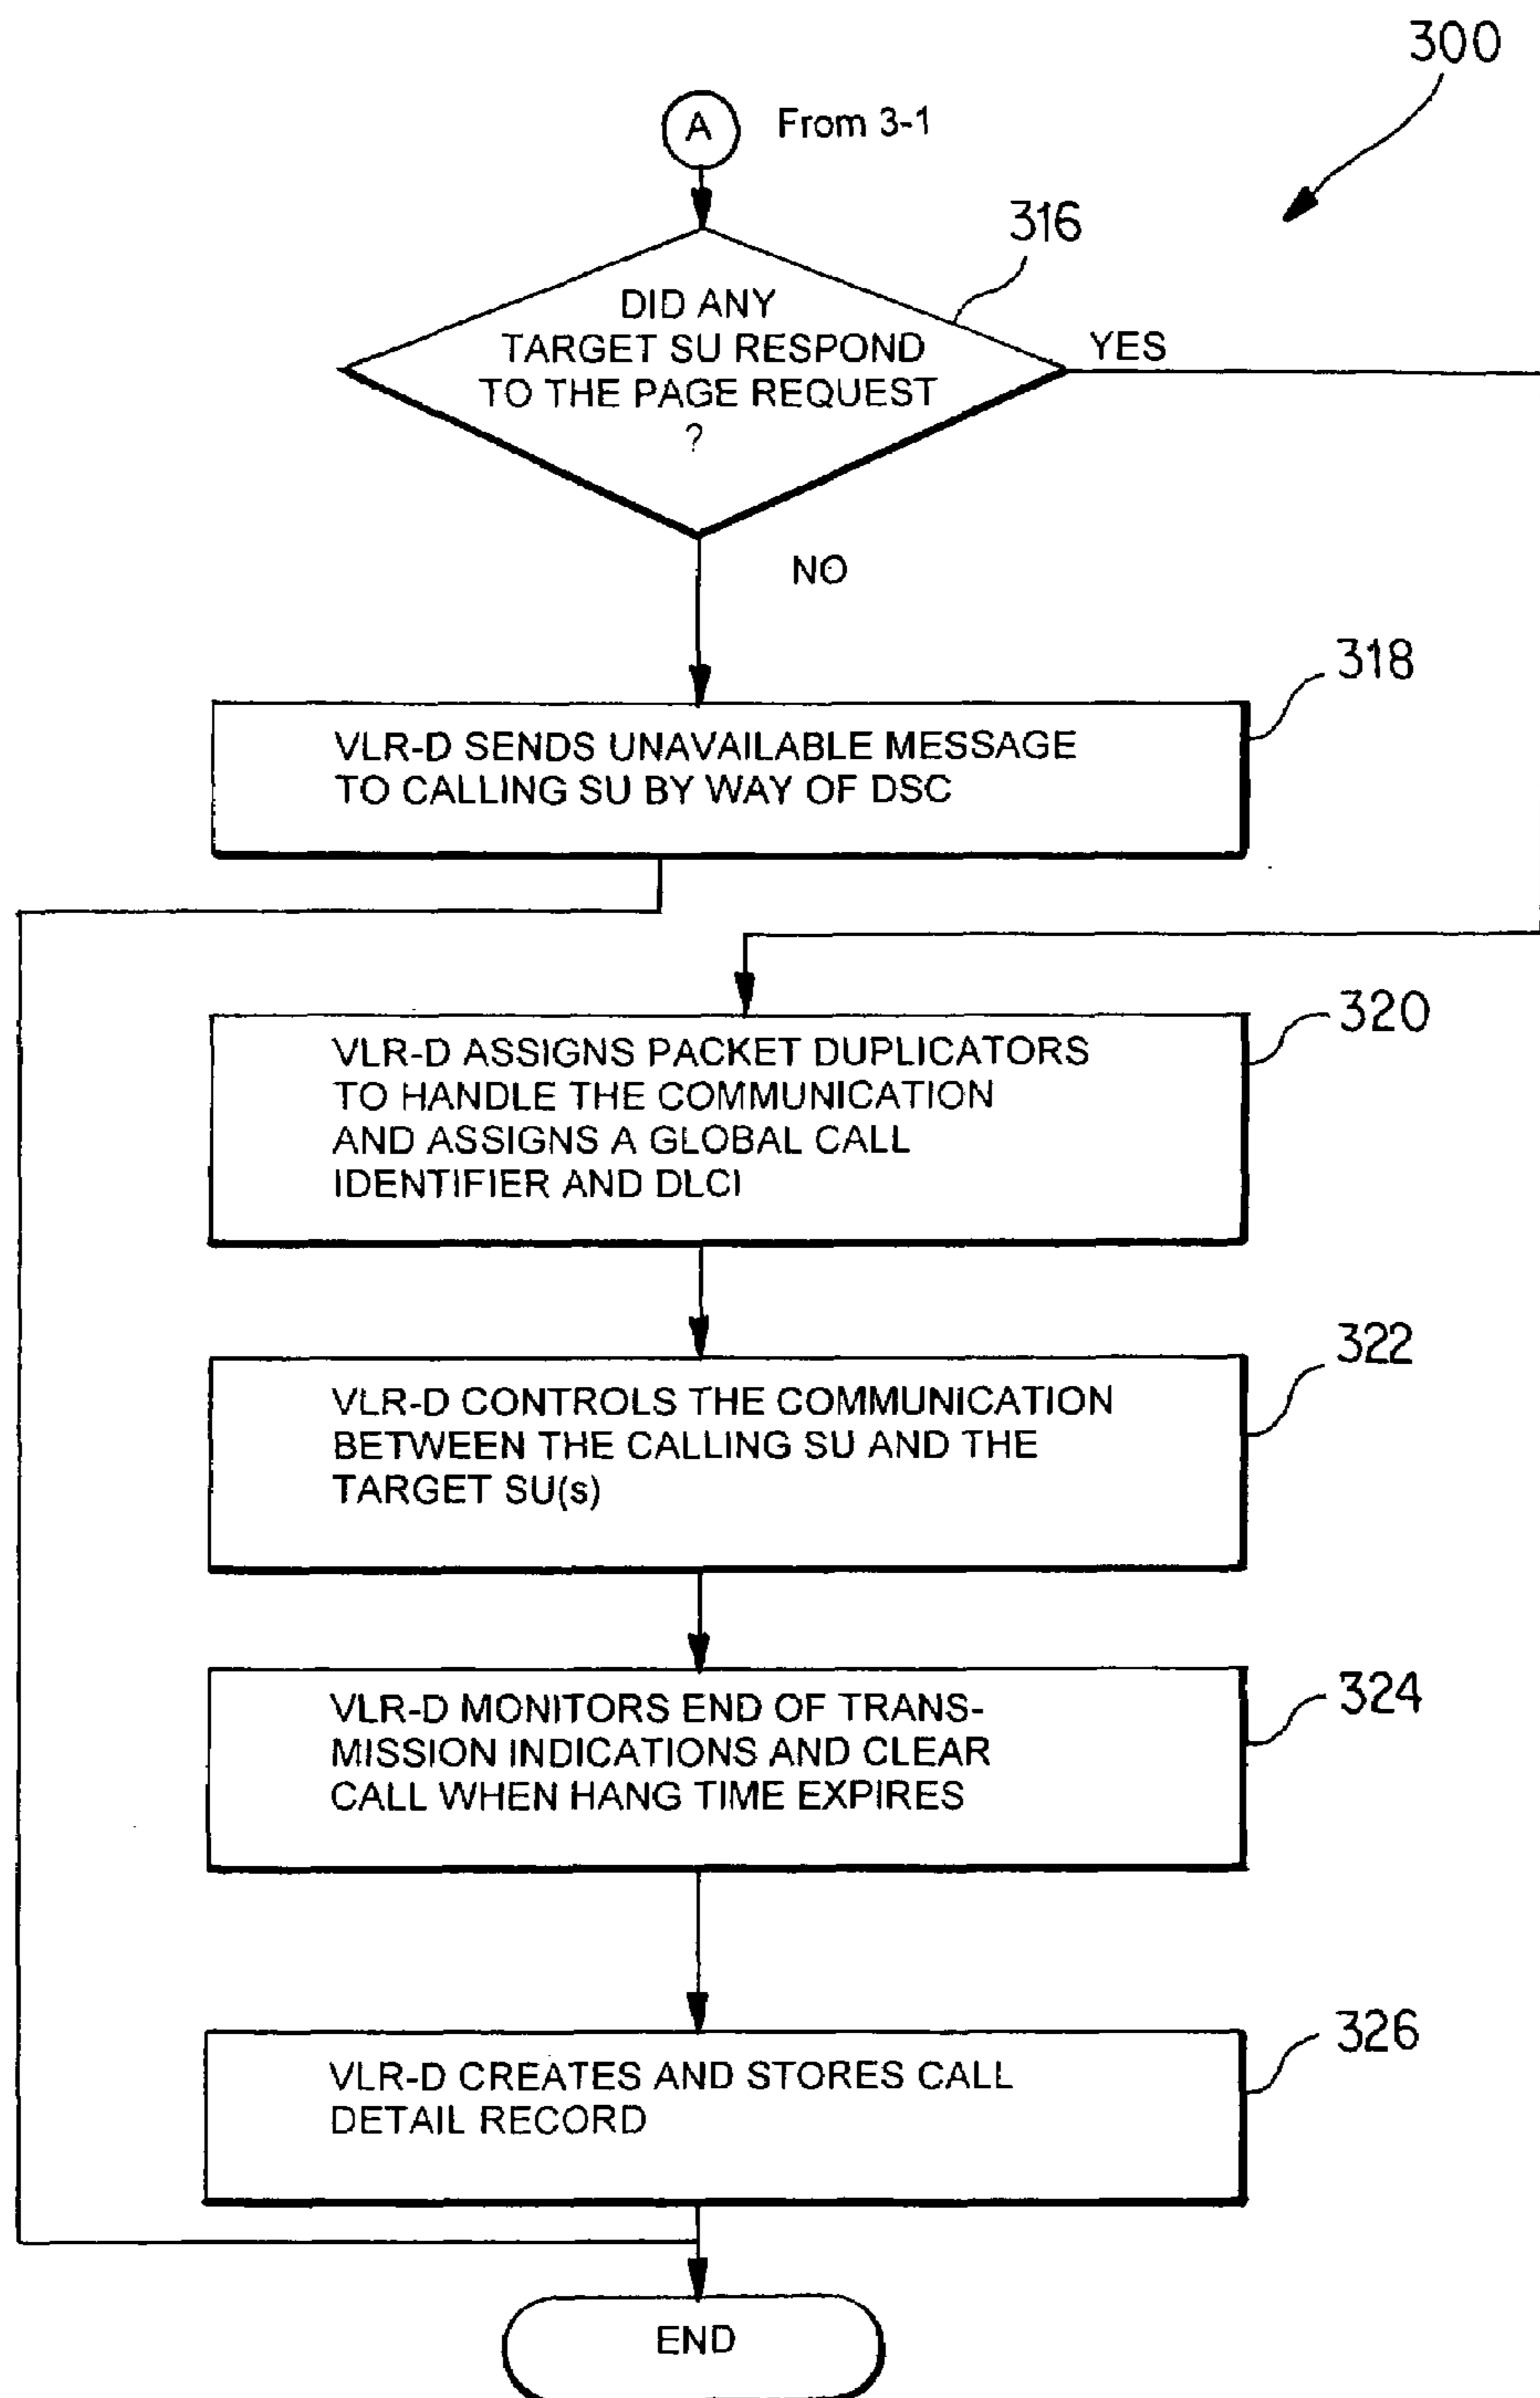 300
A From 3-1
316
DID ANY
TARGET SU RESPOND
TO THE PAGE REQUEST
?
YES
NO
318
VLR-D SENDS UNAVAILABLE MESSAGE
TO CALLING SU BY WAY OF DSC
320
VLR-D ASSIGNS PACKET DUPLICATORS
TO HANDLE THE COMMUNICATION
AND ASSIGNS A GLOBAL CALL
IDENTIFIER AND DLCI
322
VLR-D CONTROLS THE COMMUNICATION
BETWEEN THE CALLING SU AND THE
TARGET SU(s)
324
VLR-D MONITORS END OF TRANS-
MISSION INDICATIONS AND CLEAR
CALL WHEN HANG TIME EXPIRES
326
VLR-D CREATES AND STORES CALL
DETAIL RECORD
END